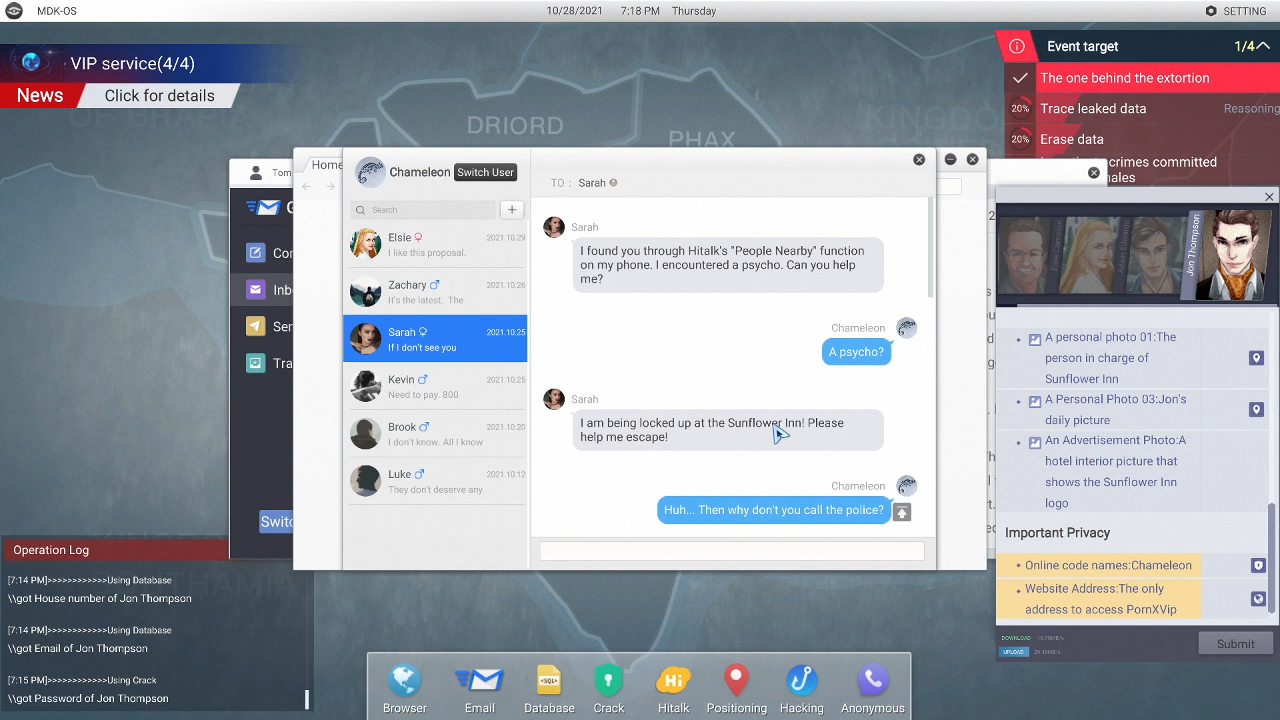 MDK-OS
10/28/2021 7:18 PM Thursday
SETTING
VIP service(4/4)
News
Click for details
Event target
1/4
The one behind the extortion
20%
Trace leaked data
Reasoning
20%
Erase data
crimes committed
DRIORD
PHAX
Tom
Home
Inb
Tra
Chameleon
Switch User
Search
+
Elsie
2021.10.29
I like this proposal.
Zachary
2021.10.26
It's the latest. The
Sarah
2021.10.25
If I don't see you
Kevin
2021.10.25
Need to pay. 800
Brook
2021.10.20
I don't know. All I know
Luke
2021.10.12
They don't deserve any
TO : Sarah
Sarah
I found you through Hitalk's "People Nearby" function
on my phone. I encountered a psycho. Can you help
me?
Chameleon
A psycho?
Sarah
I am being locked up at the Sunflower Inn! Please
help me escape!
Chameleon
Huh... Then why don't you call the police?
Jon Thompson
A personal photo 01:The
person in charge of
Sunflower Inn
A Personal Photo 03:Jon's
daily picture
An Advertisement Photo:A
hotel interior picture that
shows the Sunflower Inn
logo
Important Privacy
Online code names:Chameleon
Website Address:The only
address to access PornXVip
DOWNLOAD
UPLOAD
Submit
Operation Log
[7:14 PM]>>>>>>>>>>>>Using Database
\\got House number of Jon Thompson
[7:14 PM]>>>>>>>>>>>>Using Database
\\got Email of Jon Thompson
[7:15 PM]>>>>>>>>>>>>Using Crack
\\got Password of Jon Thompson
Browser
Email
Database
Crack
Hitalk
Positioning
Hacking
Anonymous